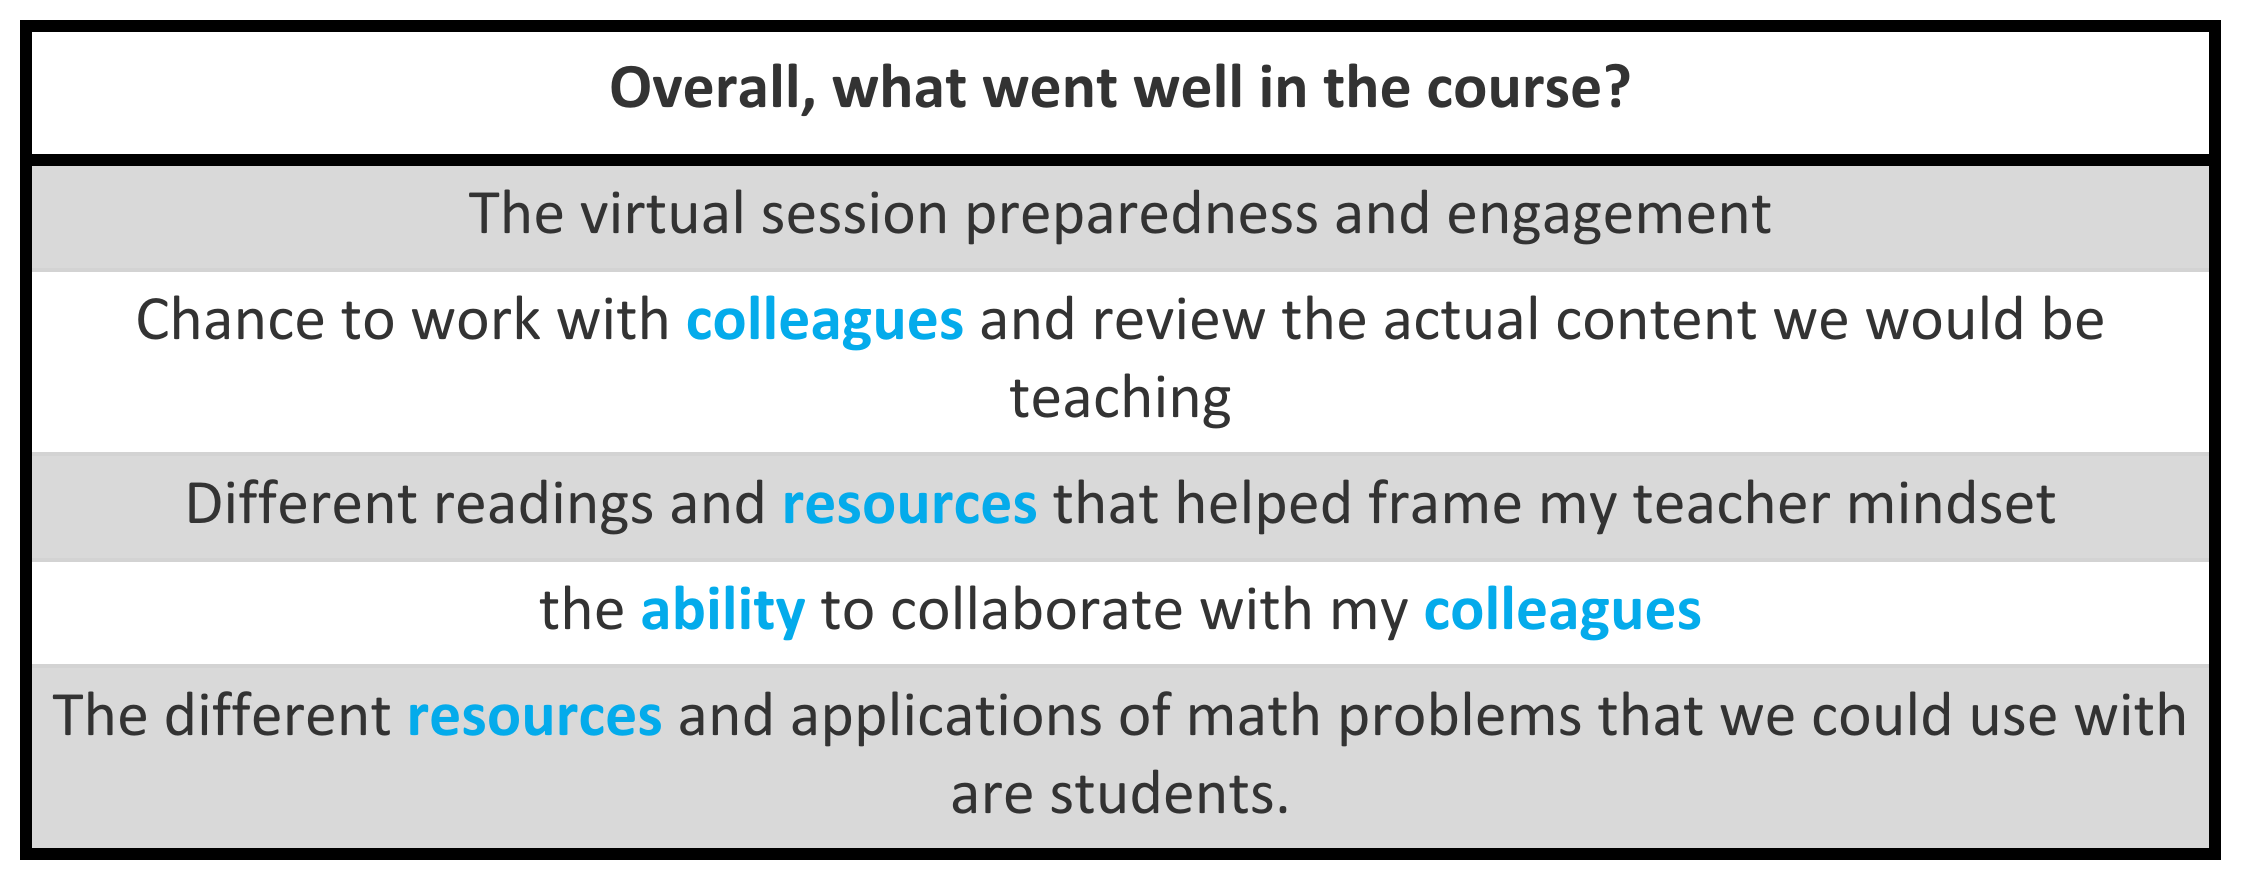 Overall, what went well in the course?
The virtual session preparedness and engagement
Chance to work with colleagues and review the actual content we would be
teaching
Different readings and resources that helped frame my teacher mindset
the ability to collaborate with my colleagues
The different resources and applications of math problems that we could use with
are students.